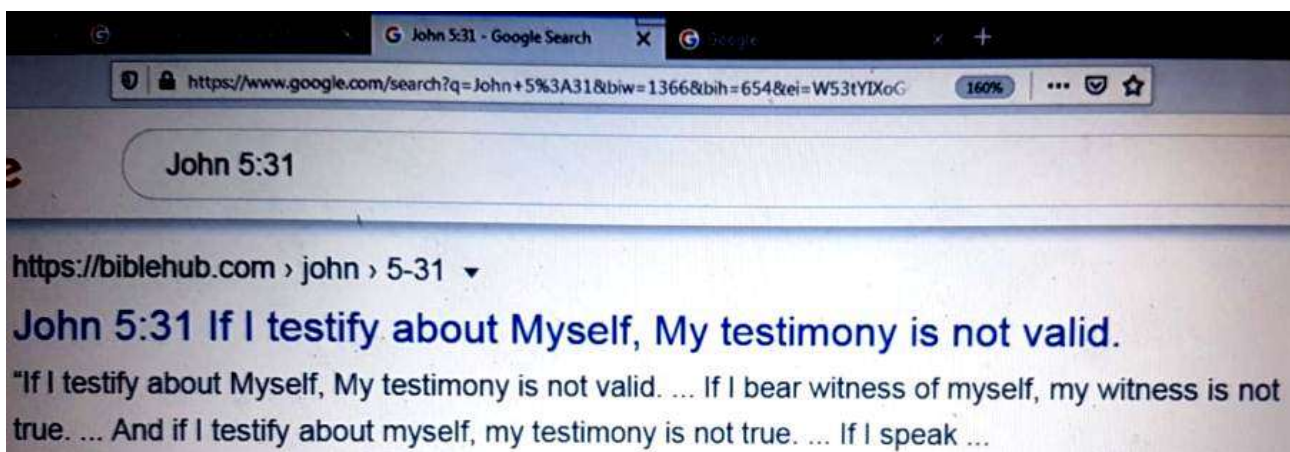 John 5:31 - Google Search
Google
https://www.google.com/search?q=John+5%3A31&biw=1366&bih=654&ei=W53tYIXoG
160%
e
John 5:31
https://biblehub.com › john › 5-31
John 5:31 If I testify about Myself, My testimony is not valid.
"If I testify about Myself, My testimony is not valid. ... If I bear witness of myself, my witness is not
true. ... And if I testify about myself, my testimony is not true. ... If I speak ...